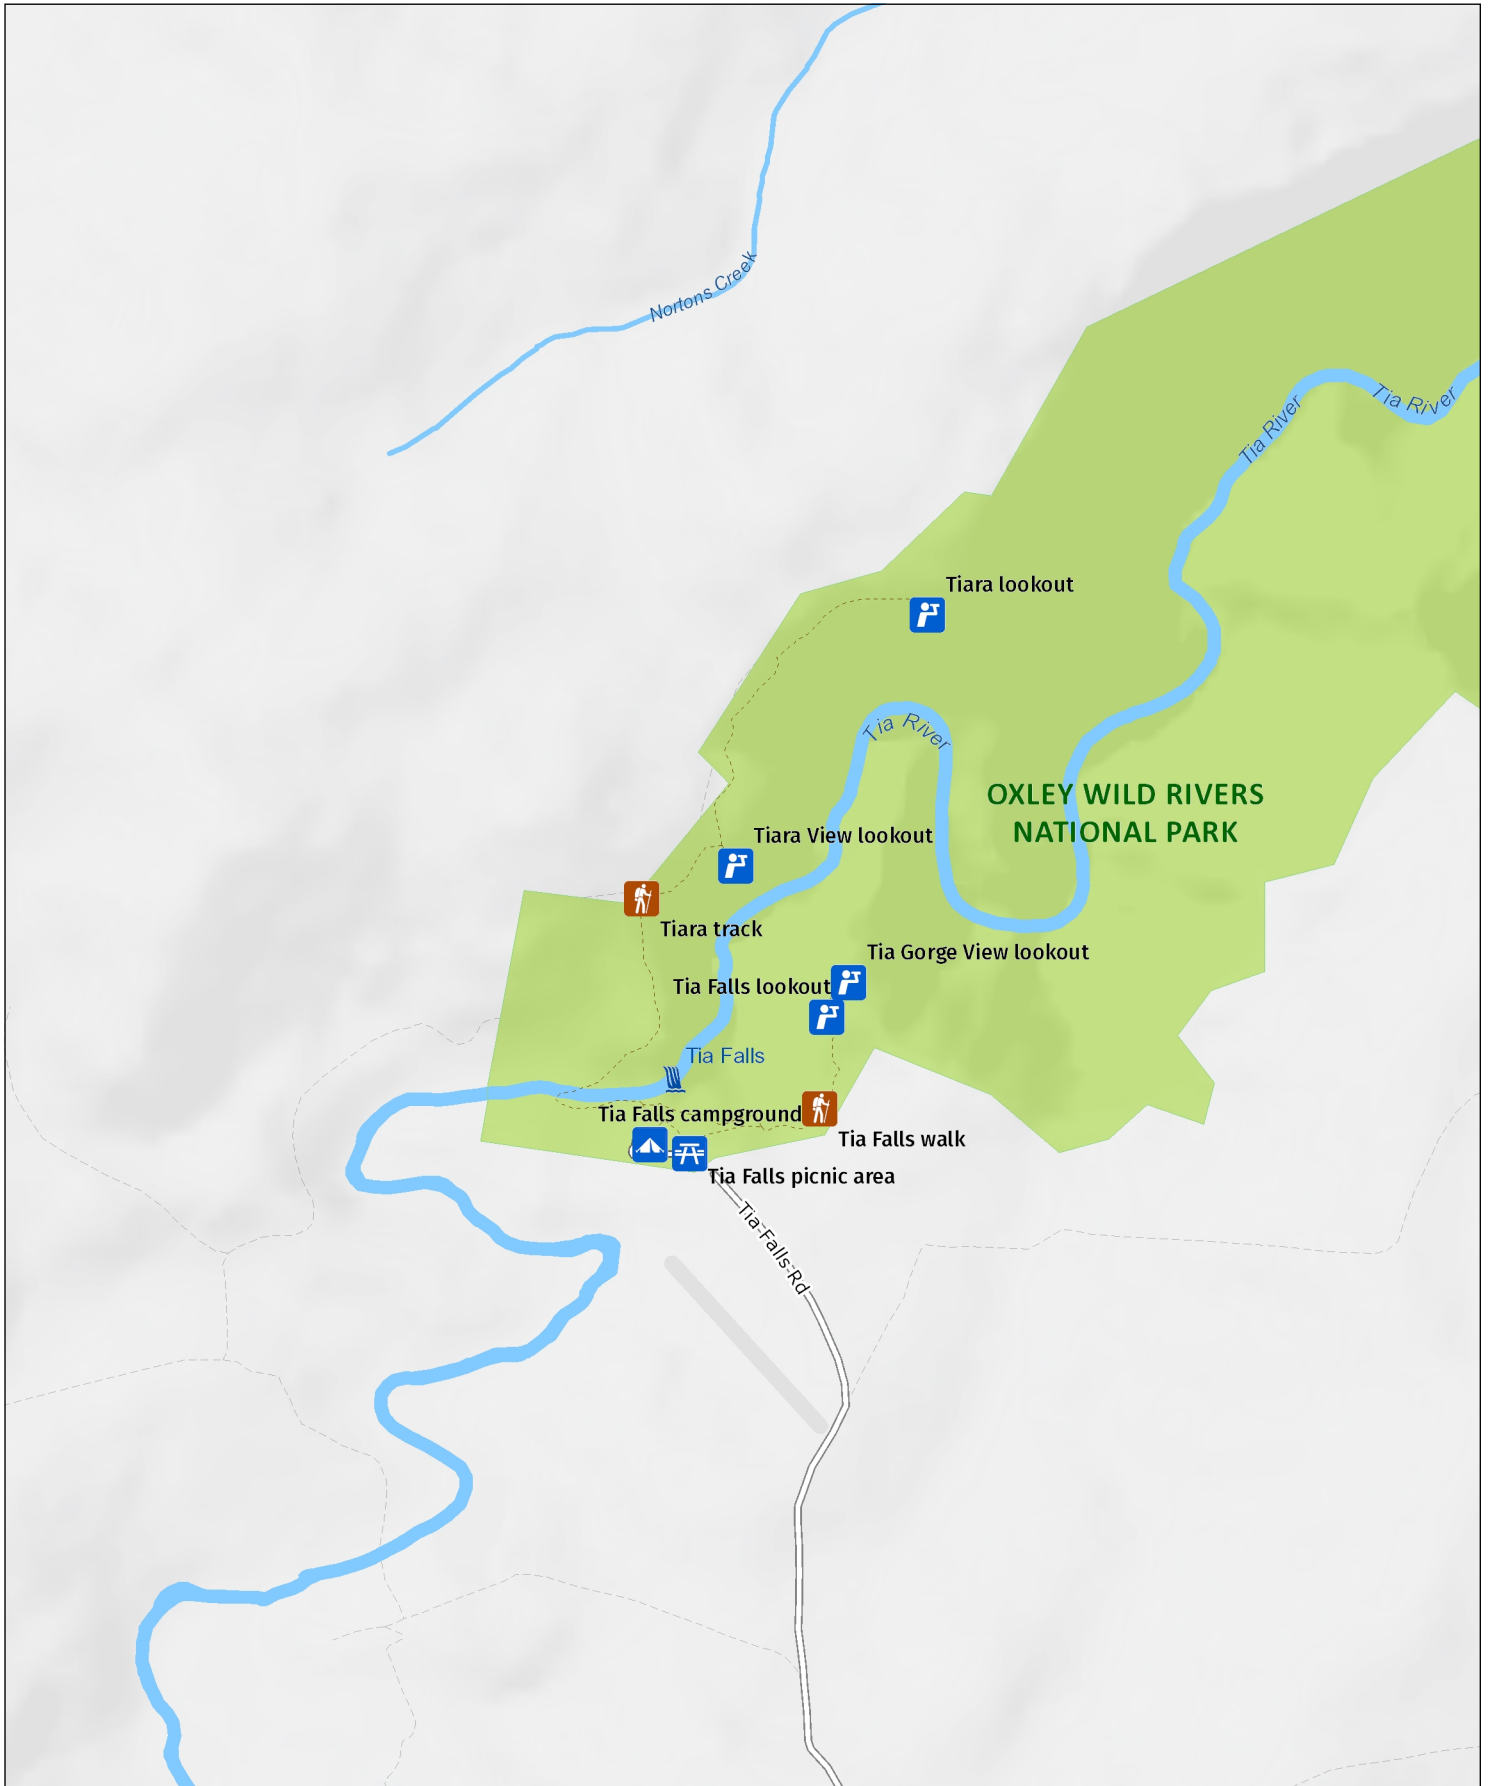 Nortons Creek
Tia River
Tia River
Tiara lookout
Tia River
OXLEY WILD RIVERS
NATIONAL PARK
Tiara View lookout
Tiara track
Tia Gorge View lookout
Tia Falls lookout
Tia Falls
Tia Falls campground
Tia Falls walk
Tia Falls picnic area
Tia-Falls-Rd